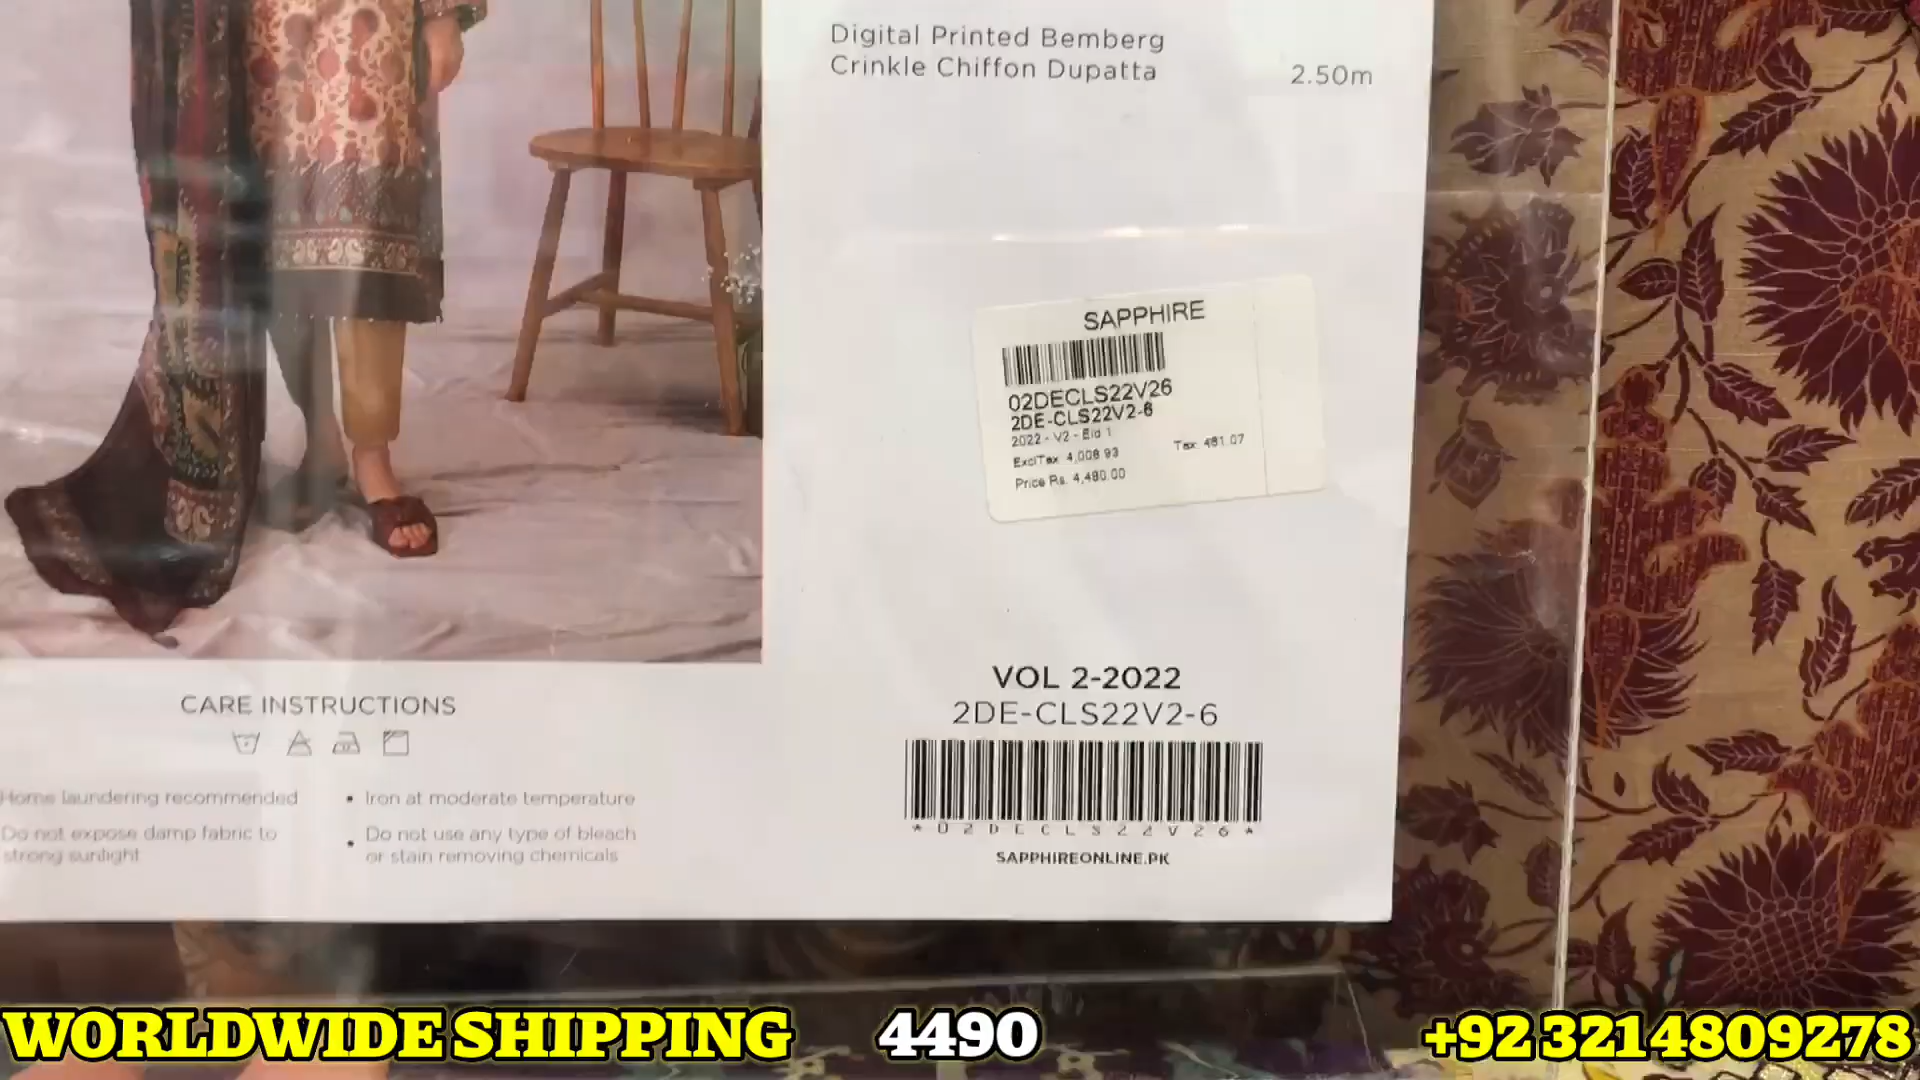 Digital Printed Bemberg
Crinkle Chiffon Dupatta 2.50m
SAPPHIRE
02DECLS22V26
2DE-CLS22V2-6
2022 - V2 - Eid 1
ExclTax 4,008.93 Tax 481.07
Price Rs. 4,490.00
VOL 2-2022
2DE-CLS22V2-6
*02DECLS22V26*
SAPPHIREONLINE.PK
CARE INSTRUCTIONS
Home laundering recommended
Do not expose damp fabric to
strong sunlight
• Iron at moderate temperature
• Do not use any type of bleach
or stain removing chemicals
WORLDWIDE SHIPPING 4490 +92 3214809278